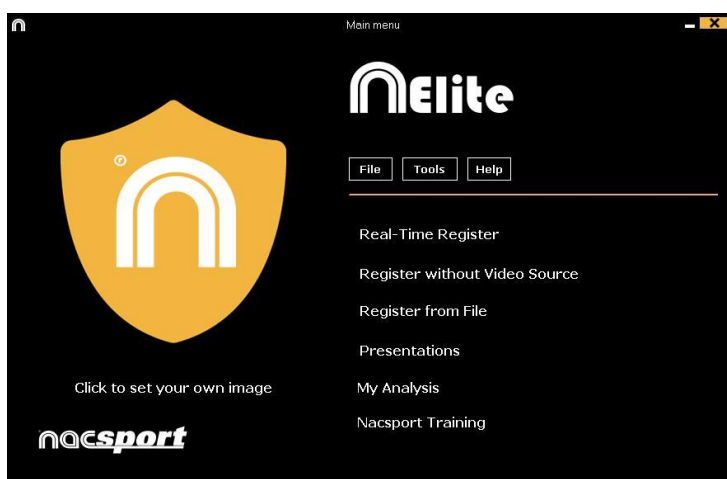 Main menu
nElite
File Tools Help
Real-Time Register
Register without Video Source
Register from File
Presentations
My Analysis
Nacsport Training
®
n
Click to set your own image
nacsport